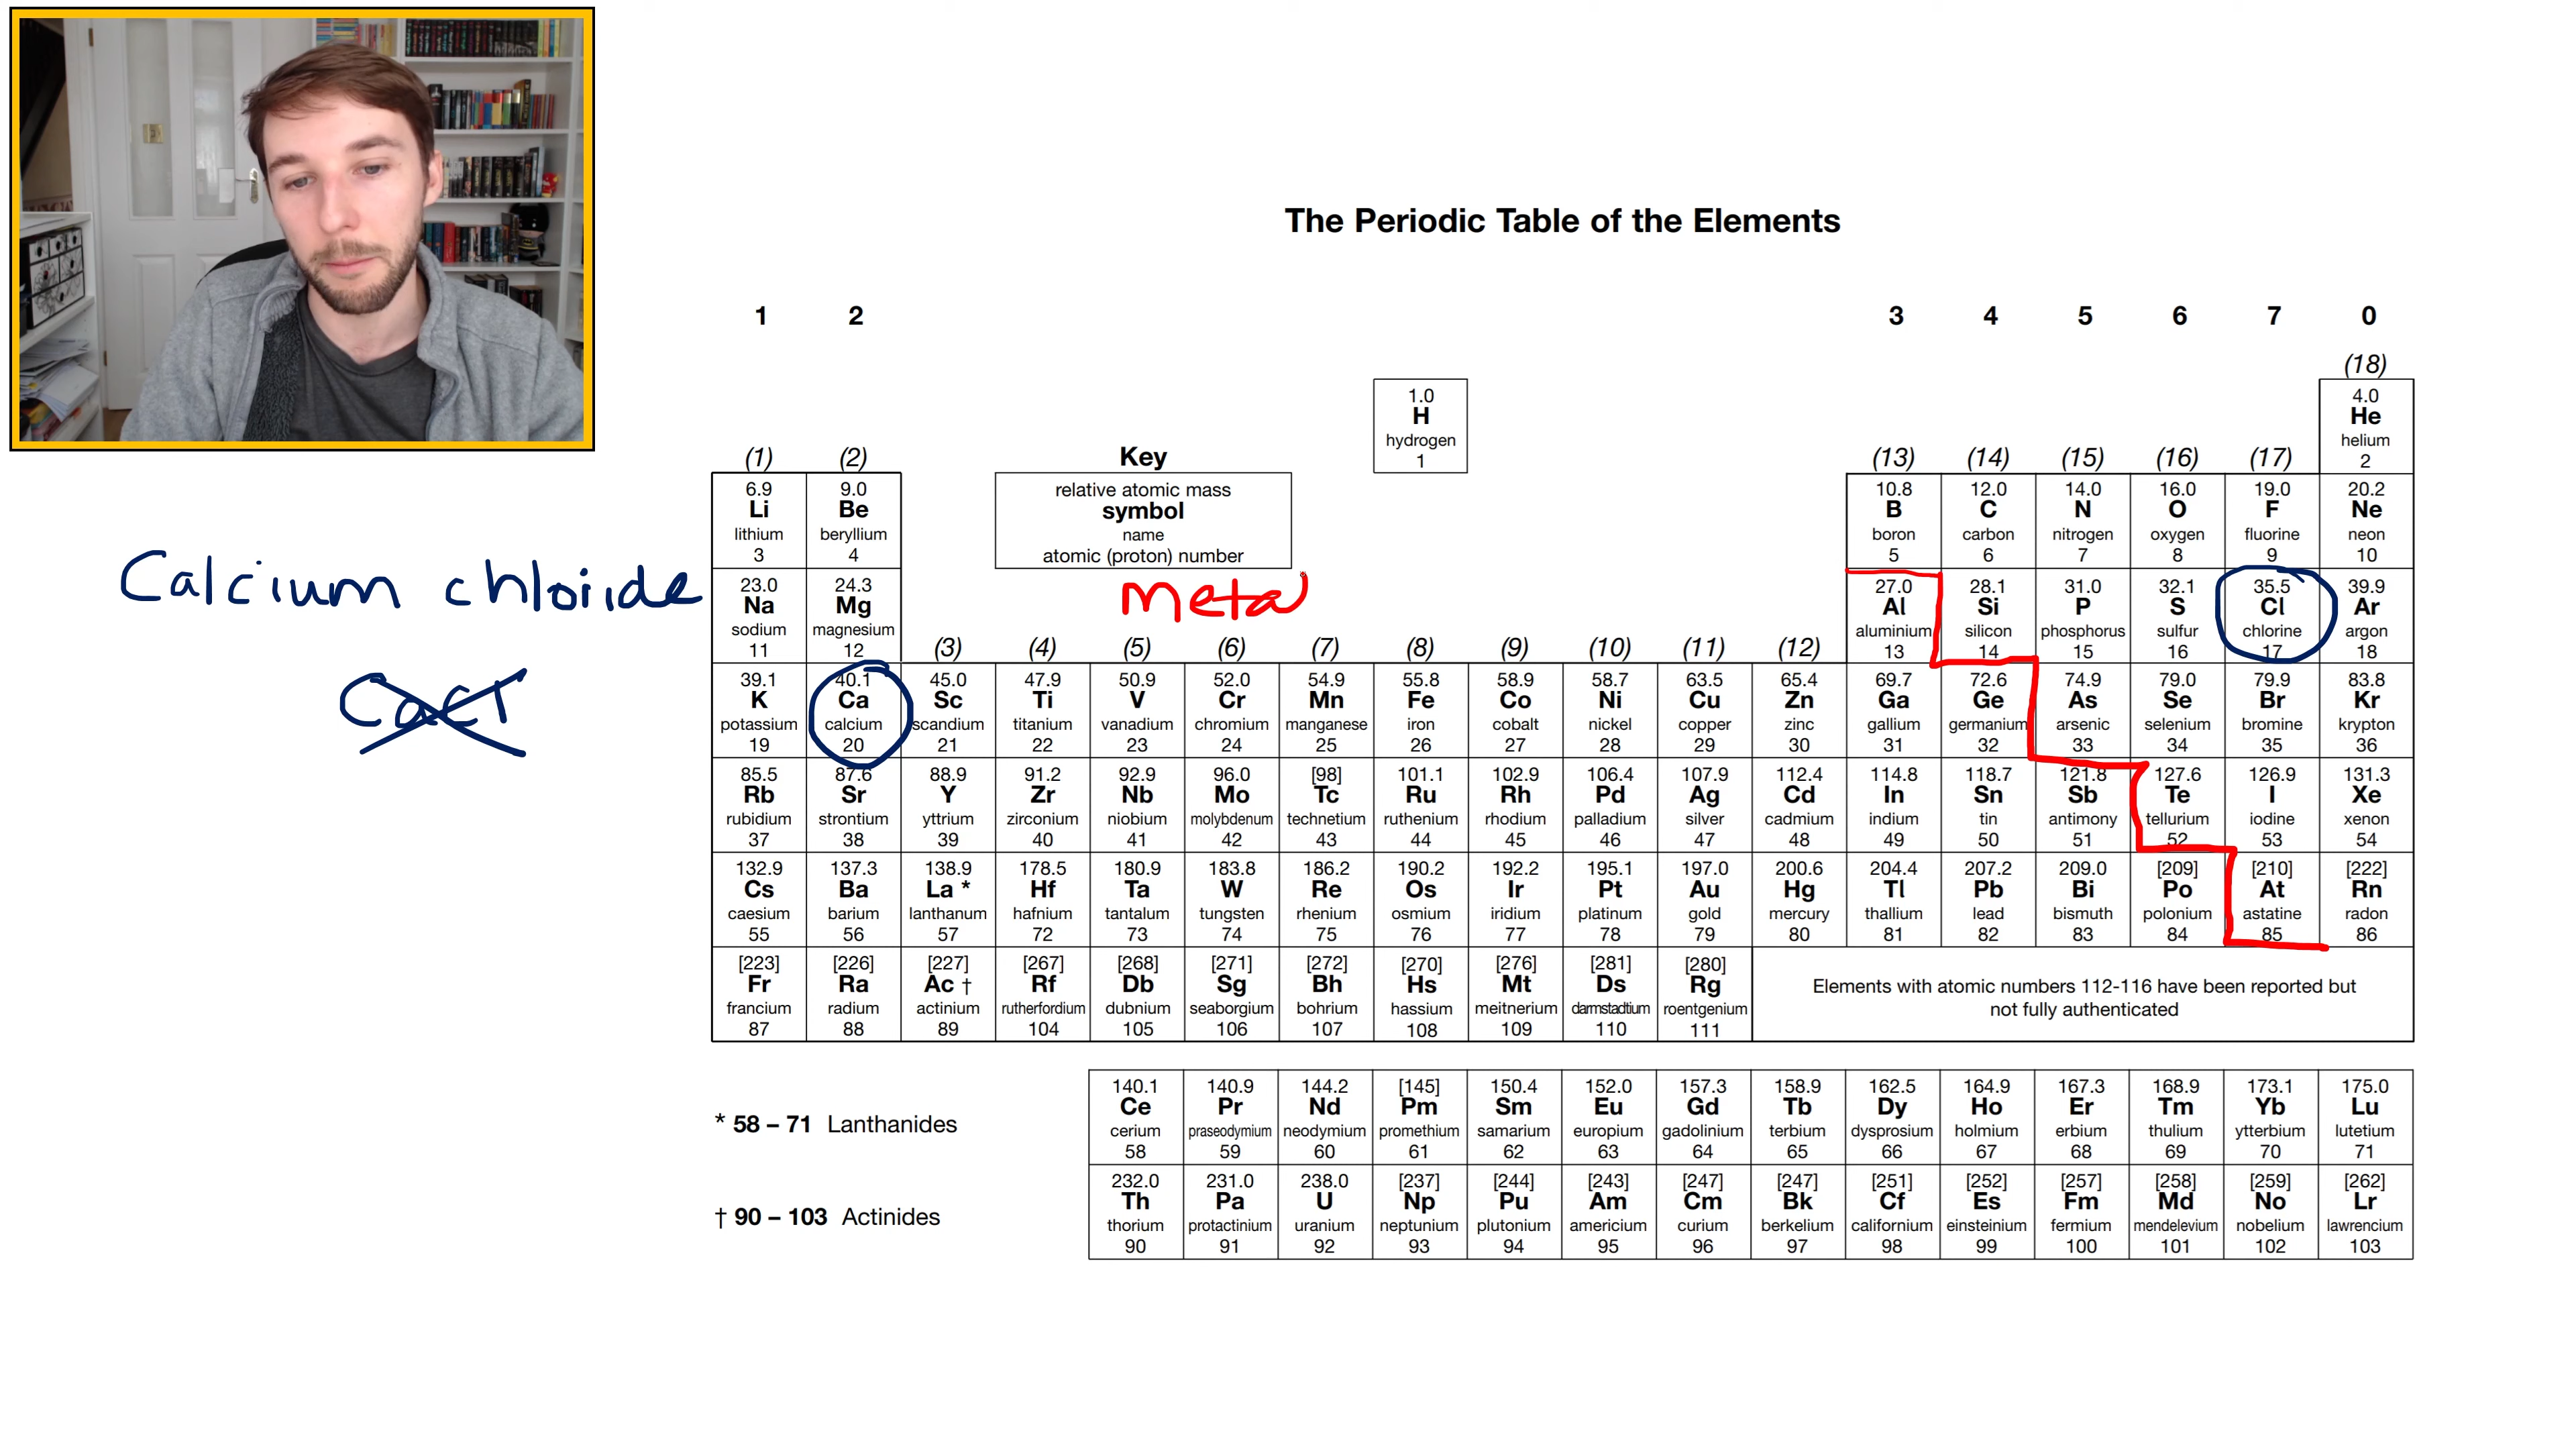 The Periodic Table of the Elements
1 2 3 4 5 6 7 0
(18)
1.0 4.0
H He
hydrogen helium
1 2
(1) (2) Key (13) (14) (15) (16) (17)
6.9 9.0 relative atomic mass 10.8 12.0 14.0 16.0 19.0 20.2
Li Be symbol B C N O F Ne
lithium beryllium name boron carbon nitrogen oxygen fluorine neon
3 4 atomic (proton) number 5 6 7 8 9 10
Calcium chloiide
metal
23.0 24.3 27.0 28.1 31.0 32.1 35.5 39.9
Na Mg Al Si P S Cl Ar
sodium magnesium aluminium silicon phosphorus sulfur chlorine argon
11 12 13 14 15 16 17 18
(3) (4) (5) (6) (7) (8) (9) (10) (11) (12)
CaCl
39.1 40.1 45.0 47.9 50.9 52.0 54.9 55.8 58.9 58.7 63.5 65.4 69.7 72.6 74.9 79.0 79.9 83.8
K Ca Sc Ti V Cr Mn Fe Co Ni Cu Zn Ga Ge As Se Br Kr
potassium calcium scandium titanium vanadium chromium manganese iron cobalt nickel copper zinc gallium germanium arsenic selenium bromine krypton
19 20 21 22 23 24 25 26 27 28 29 30 31 32 33 34 35 36
85.5 87.6 88.9 91.2 92.9 96.0 [98] 101.1 102.9 106.4 107.9 112.4 114.8 118.7 121.8 127.6 126.9 131.3
Rb Sr Y Zr Nb Mo Tc Ru Rh Pd Ag Cd In Sn Sb Te I Xe
rubidium strontium yttrium zirconium niobium molybdenum technetium ruthenium rhodium palladium silver cadmium indium tin antimony tellurium iodine xenon
37 38 39 40 41 42 43 44 45 46 47 48 49 50 51 52 53 54
132.9 137.3 138.9 178.5 180.9 183.8 186.2 190.2 192.2 195.1 197.0 200.6 204.4 207.2 209.0 [209] [210] [222]
Cs Ba La * Hf Ta W Re Os Ir Pt Au Hg Tl Pb Bi Po At Rn
caesium barium lanthanum hafnium tantalum tungsten rhenium osmium iridium platinum gold mercury thallium lead bismuth polonium astatine radon
55 56 57 72 73 74 75 76 77 78 79 80 81 82 83 84 85 86
[223] [226] [227] [267] [268] [271] [272] [270] [276] [281] [280]
Fr Ra Ac † Rf Db Sg Bh Hs Mt Ds Rg
francium radium actinium rutherfordium dubnium seaborgium bohrium hassium meitnerium darmstadtium roentgenium
87 88 89 104 105 106 107 108 109 110 111
Elements with atomic numbers 112-116 have been reported but
not fully authenticated
140.1 140.9 144.2 [145] 150.4 152.0 157.3 158.9 162.5 164.9 167.3 168.9 173.1 175.0
* 58 – 71 Lanthanides Ce Pr Nd Pm Sm Eu Gd Tb Dy Ho Er Tm Yb Lu
cerium praseodymium neodymium promethium samarium europium gadolinium terbium dysprosium holmium erbium thulium ytterbium lutetium
58 59 60 61 62 63 64 65 66 67 68 69 70 71
232.0 231.0 238.0 [237] [244] [243] [247] [247] [251] [252] [257] [258] [259] [262]
† 90 – 103 Actinides Th Pa U Np Pu Am Cm Bk Cf Es Fm Md No Lr
thorium protactinium uranium neptunium plutonium americium curium berkelium californium einsteinium fermium mendelevium nobelium lawrencium
90 91 92 93 94 95 96 97 98 99 100 101 102 103